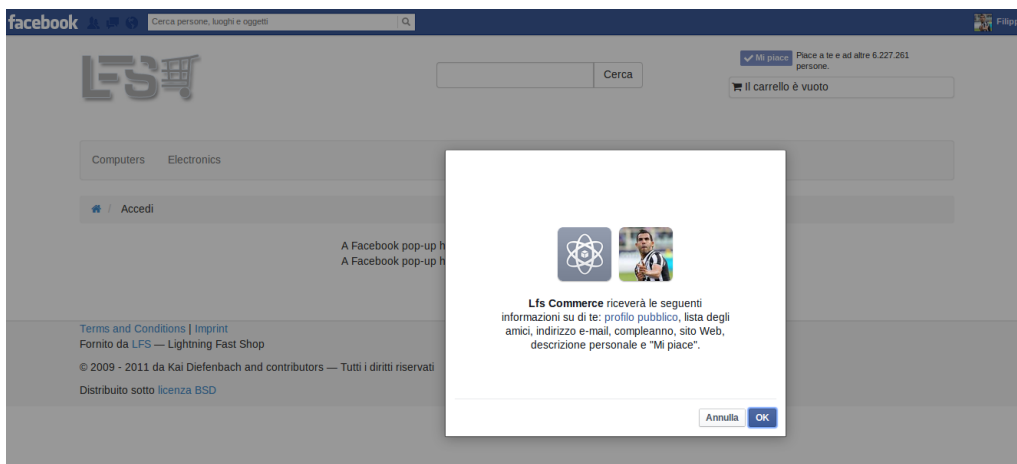 facebook
Cerca persone, luoghi e oggetti
Filipp
LFS
Cerca
Mi piace
Piace a te e ad altre 6.227.261
persone.
Il carrello è vuoto
Computers Electronics
/ Accedi
A Facebook pop-up h
A Facebook pop-up h
Lfs Commerce riceverà le seguenti
informazioni su di te: profilo pubblico, lista degli
amici, indirizzo e-mail, compleanno, sito Web,
descrizione personale e "Mi piace".
Annulla OK
Terms and Conditions | Imprint
Fornito da LFS — Lightning Fast Shop
© 2009 - 2011 da Kai Diefenbach and contributors — Tutti i diritti riservati
Distribuito sotto licenza BSD